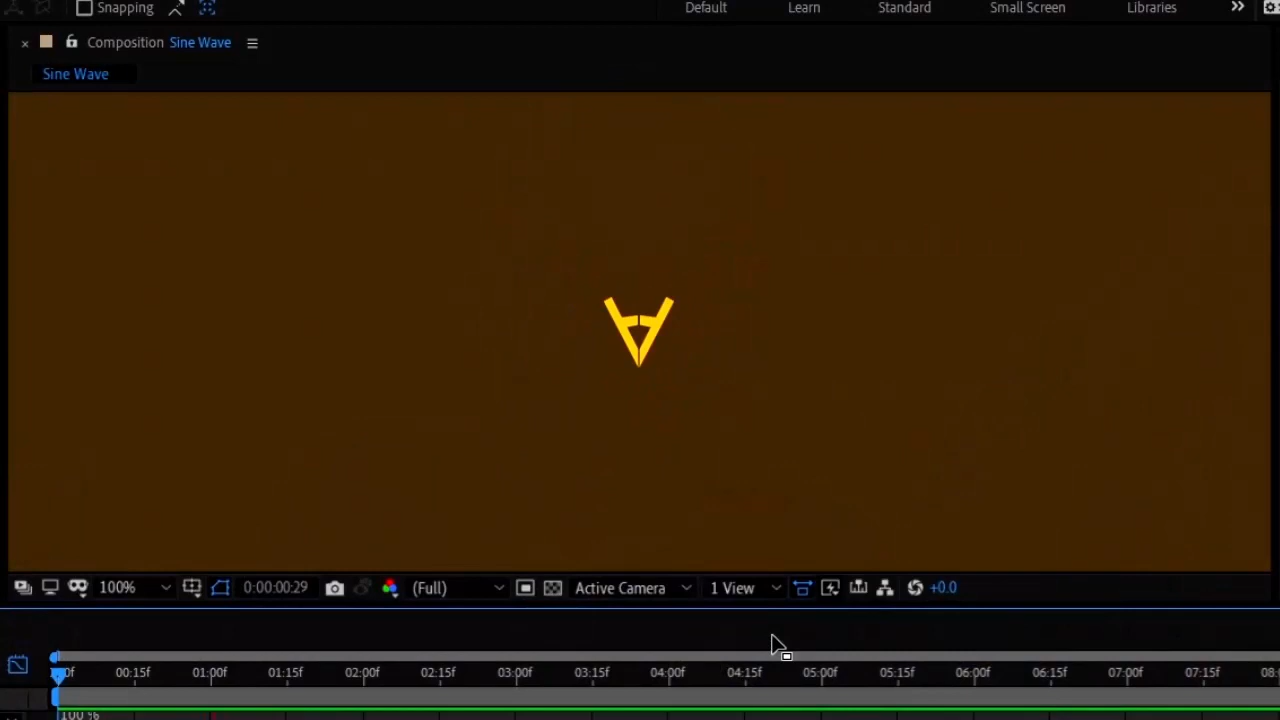 Snapping Default Learn Standard Small Screen Libraries
Composition Sine Wave
Sine Wave
100% 0:00:00:29 (Full) Active Camera 1 View +0.0
00:15f 01:00f 01:15f 02:00f 02:15f 03:00f 03:15f 04:00f 04:15f 05:00f 05:15f 06:00f 06:15f 07:00f 07:15f
100 %